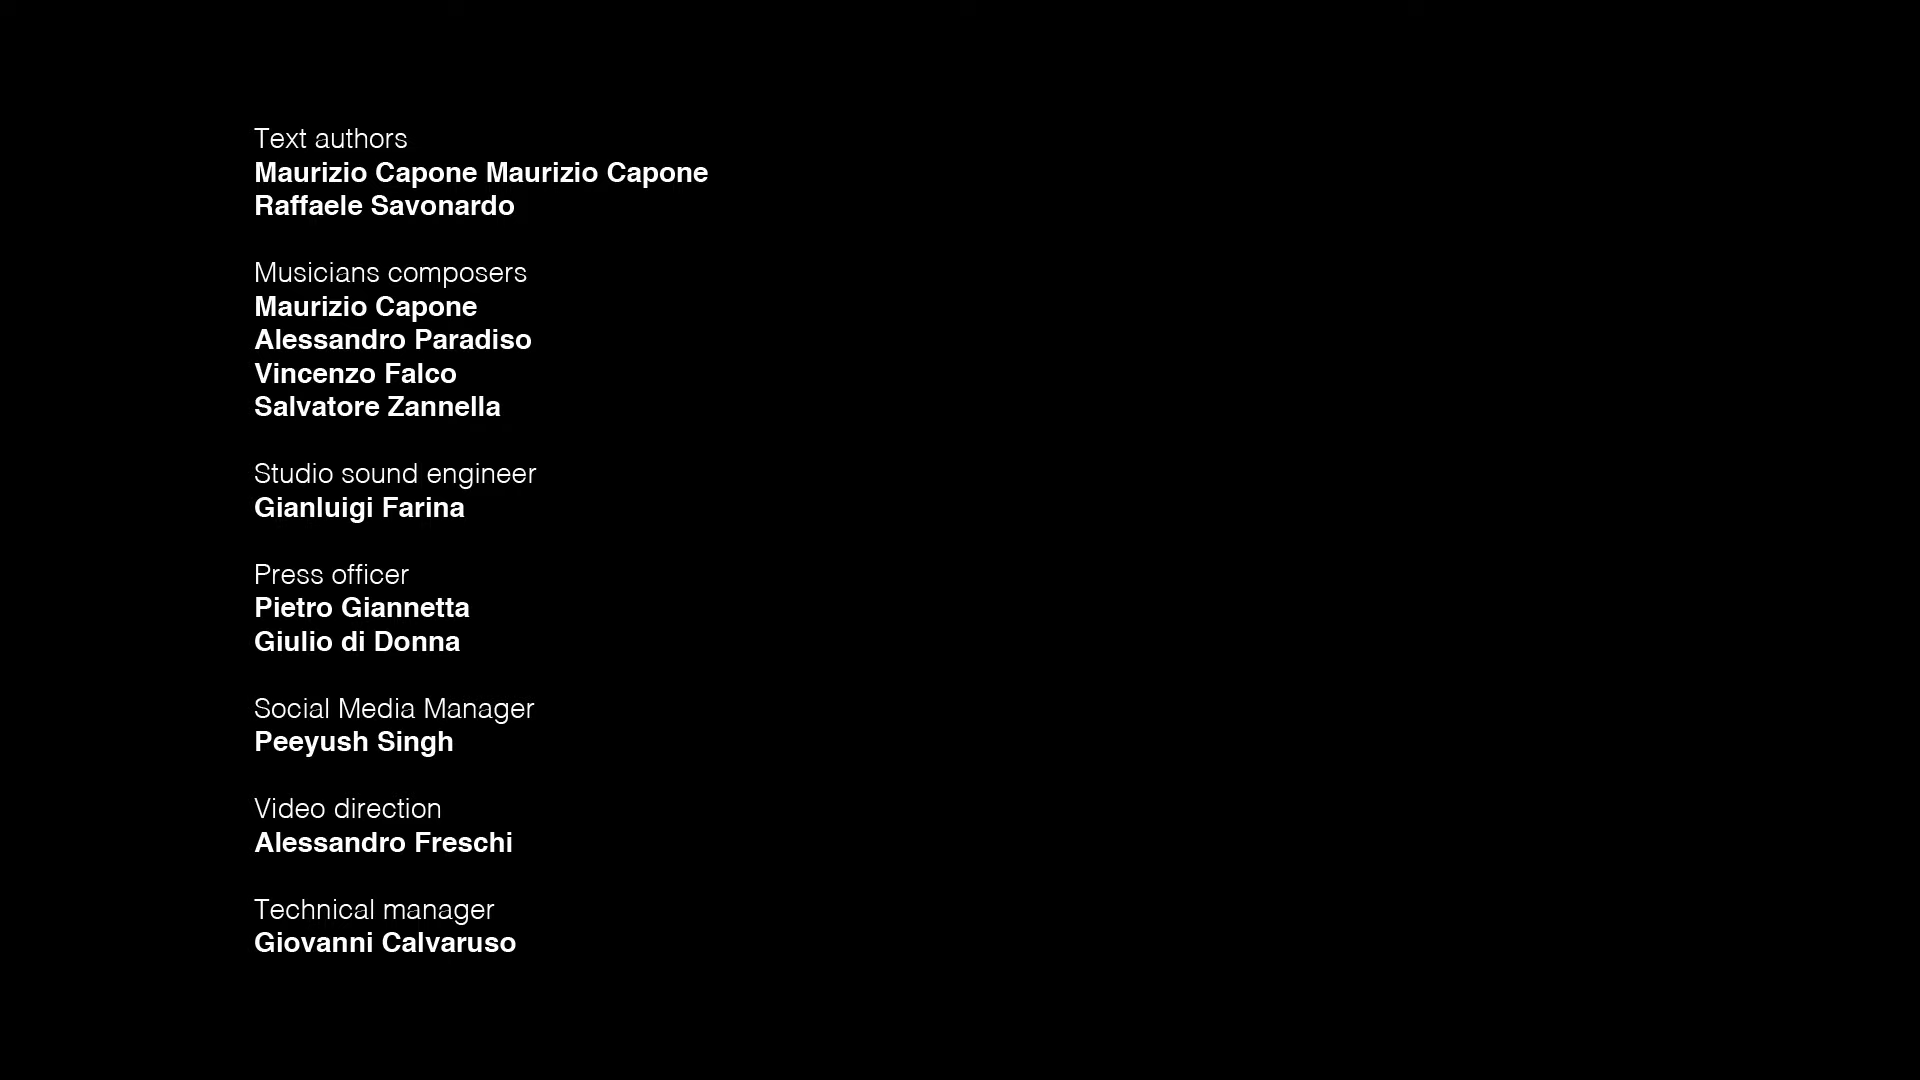 Text authors
Maurizio Capone Maurizio Capone
Raffaele Savonardo
Musicians composers
Maurizio Capone
Alessandro Paradiso
Vincenzo Falco
Salvatore Zannella
Studio sound engineer
Gianluigi Farina
Press officer
Pietro Giannetta
Giulio di Donna
Social Media Manager
Peeyush Singh
Video direction
Alessandro Freschi
Technical manager
Giovanni Calvaruso